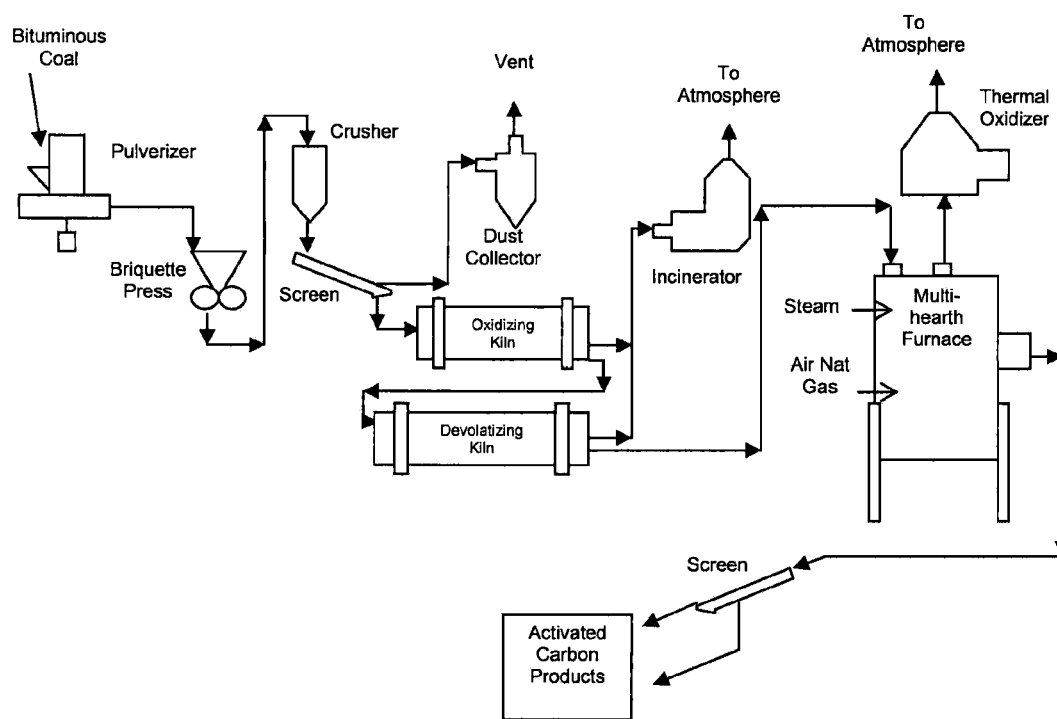 Bituminous
Coal
Pulverizer
Briquette
Press
Crusher
Screen
Vent
Dust
Collector
Oxidizing
Kiln
Devolatizing
Kiln
To
Atmosphere
Incinerator
To
Atmosphere
Thermal
Oxidizer
Steam
Air Nat
Gas
Multi-
hearth
Furnace
Screen
Activated
Carbon
Products